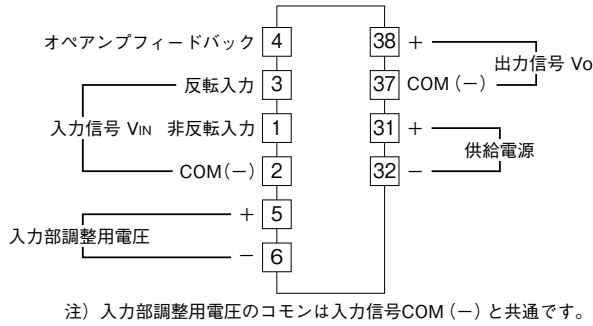 オペアンプフィードバック 4
反転入力 3
入力信号 VIN 非反転入力 1
COM(−) 2
+ 5
入力部調整用電圧
− 6
38 +
出力信号 Vo
37 COM(−)
31 +
供給電源
32 −
注）入力部調整用電圧のコモンは入力信号COM(−)と共通です。